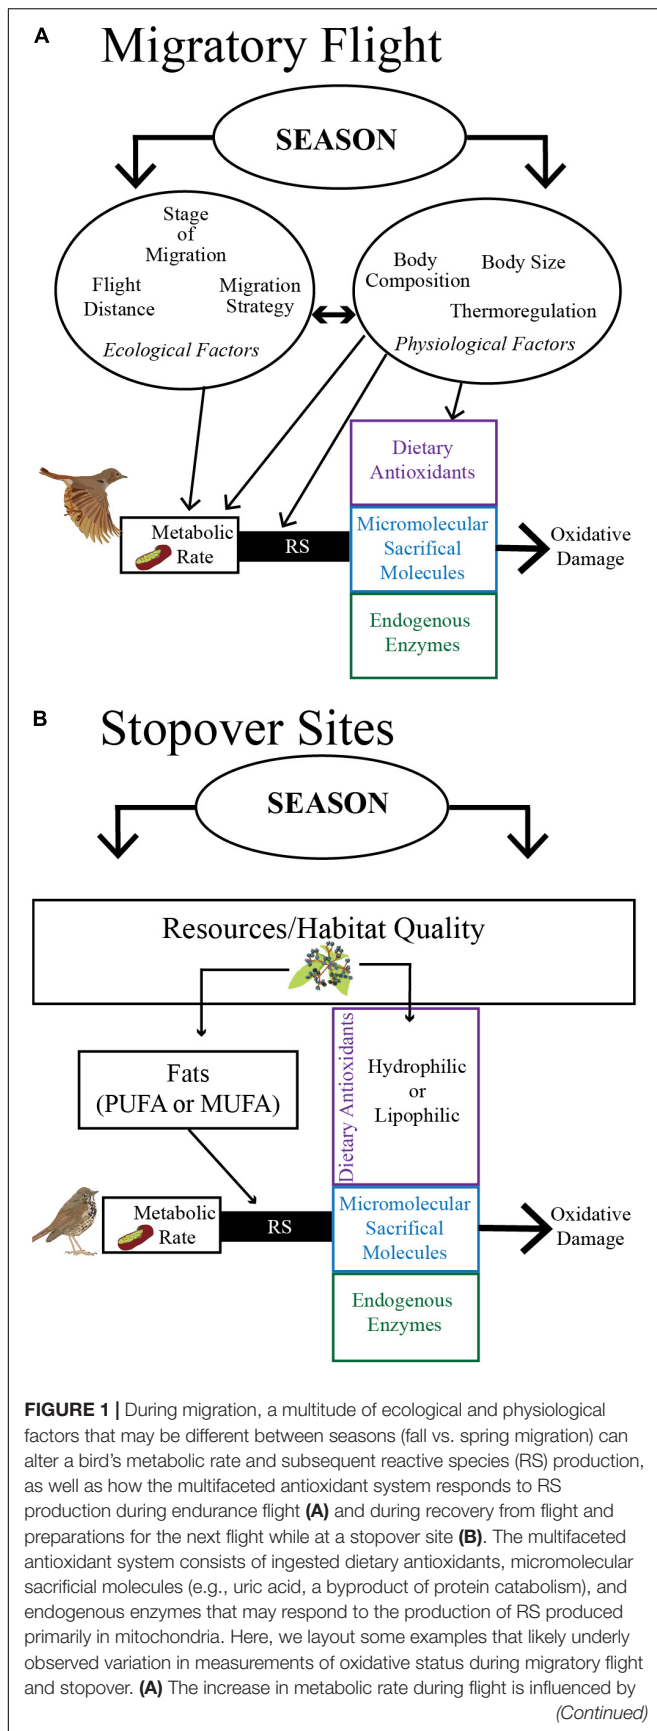 A Migratory Flight
SEASON
Stage
of
Migration
Flight
Distance
Migration
Strategy
Ecological Factors
Body
Composition
Body Size
Thermoregulation
Physiological Factors
Dietary
Antioxidants
Metabolic
Rate
RS
Micromolecular
Sacrifical
Molecules
Oxidative
Damage
Endogenous
Enzymes
B Stopover Sites
SEASON
Resources/Habitat Quality
Fats
(PUFA or MUFA)
Dietary Antioxidants
Hydrophilic
or
Lipophilic
Metabolic
Rate
RS
Micromolecular
Sacrifical
Molecules
Oxidative
Damage
Endogenous
Enzymes
FIGURE 1 | During migration, a multitude of ecological and physiological
factors that may be different between seasons (fall vs. spring migration) can
alter a bird's metabolic rate and subsequent reactive species (RS) production,
as well as how the multifaceted antioxidant system responds to RS
production during endurance flight (A) and during recovery from flight and
preparations for the next flight while at a stopover site (B). The multifaceted
antioxidant system consists of ingested dietary antioxidants, micromolecular
sacrificial molecules (e.g., uric acid, a byproduct of protein catabolism), and
endogenous enzymes that may respond to the production of RS produced
primarily in mitochondria. Here, we layout some examples that likely underly
observed variation in measurements of oxidative status during migratory flight
and stopover. (A) The increase in metabolic rate during flight is influenced by
(Continued)